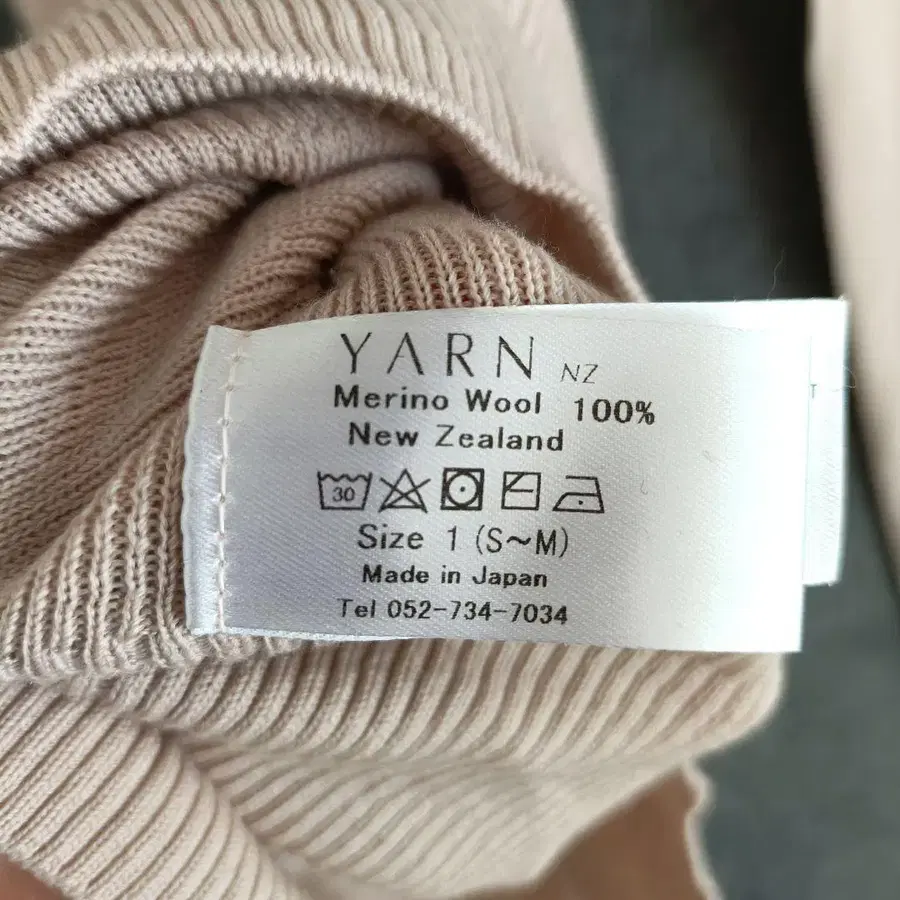 YARN NZ
Merino Wool 100%
New Zealand
30
Size 1 (S~M)
Made in Japan
Tel 052-734-7034
T